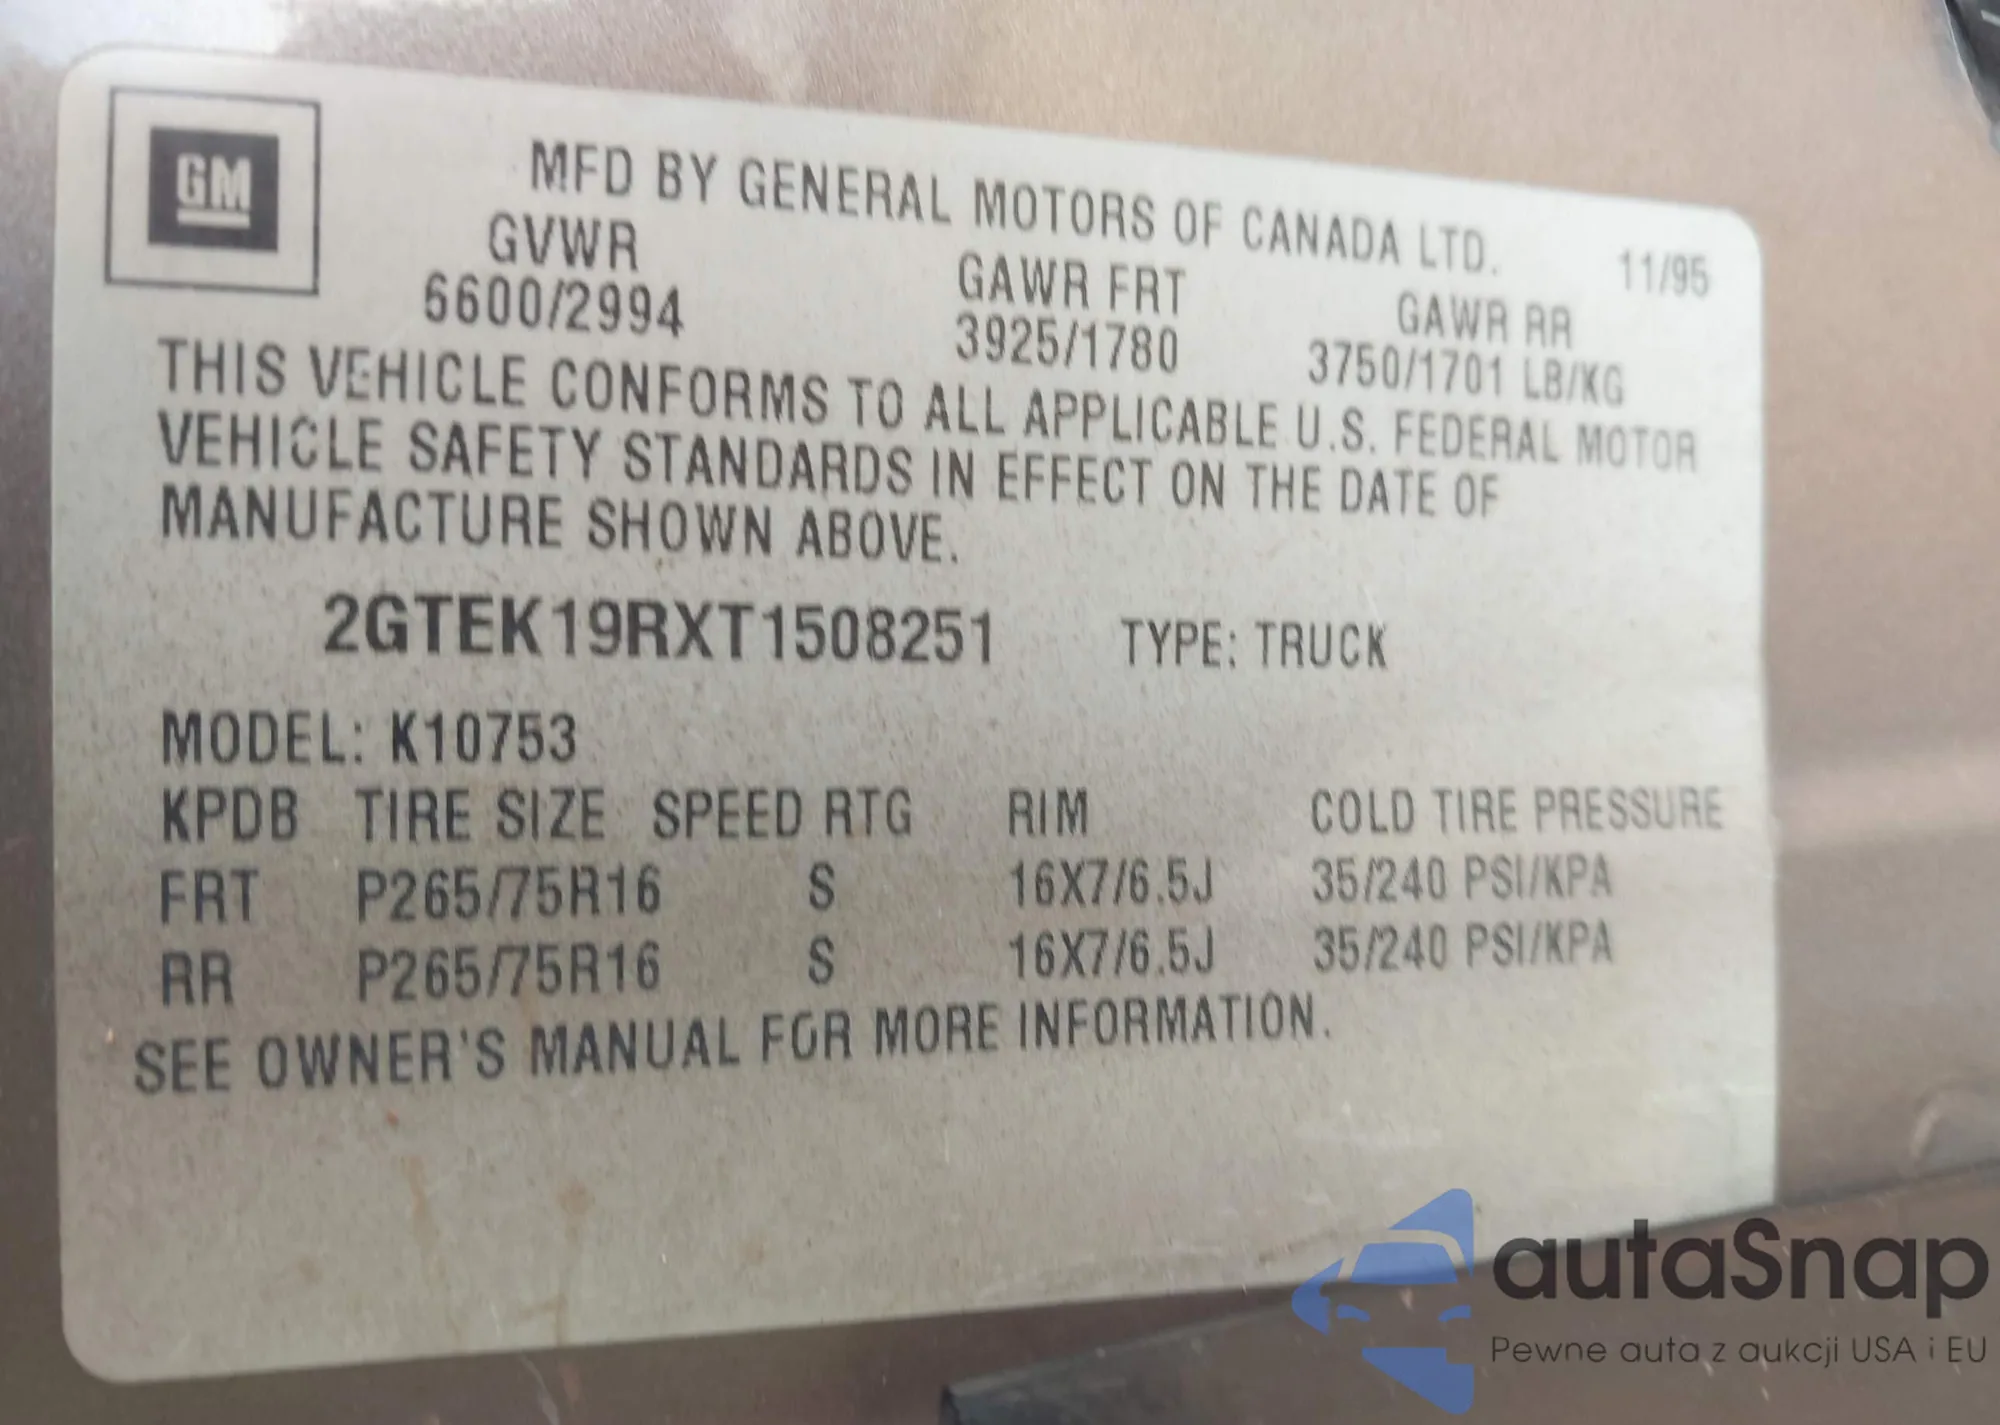 GM
MFD BY GENERAL MOTORS OF CANADA LTD.
11/95
GVWR GAWR FRT GAWR RR
6600/2994 3925/1780 3750/1701 LB/KG
THIS VEHICLE CONFORMS TO ALL APPLICABLE U.S. FEDERAL MOTOR
VEHICLE SAFETY STANDARDS IN EFFECT ON THE DATE OF
MANUFACTURE SHOWN ABOVE.
2GTEK19RXT1508251 TYPE: TRUCK
MODEL: K10753
KPDB TIRE SIZE SPEED RTG RIM COLD TIRE PRESSURE
FRT P265/75R16 S 16X7/6.5J 35/240 PSI/KPA
RR P265/75R16 S 16X7/6.5J 35/240 PSI/KPA
SEE OWNER'S MANUAL FOR MORE INFORMATION.
autaSnap
Pewne auta z aukcji USA i EU